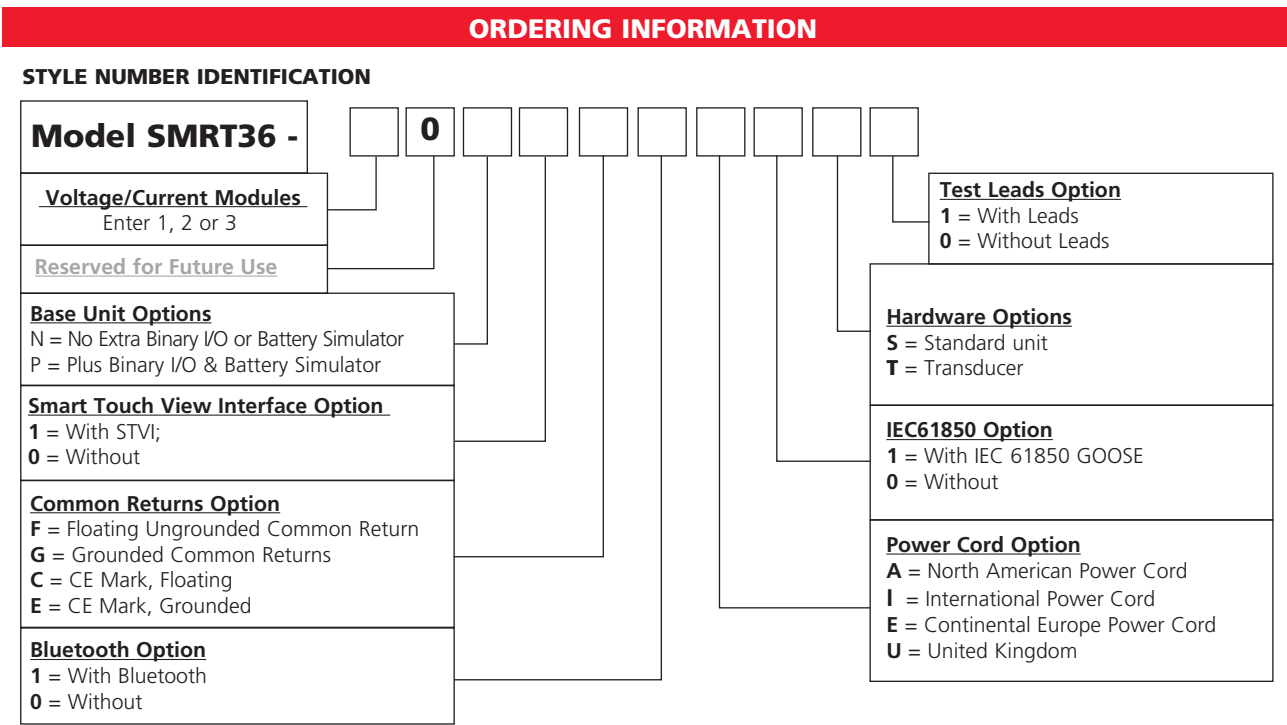 ORDERING INFORMATION
STYLE NUMBER IDENTIFICATION
Model SMRT36 -
0
Voltage/Current Modules
Enter 1, 2 or 3
Reserved for Future Use
Base Unit Options
N = No Extra Binary I/O or Battery Simulator
P = Plus Binary I/O & Battery Simulator
Smart Touch View Interface Option
1 = With STVI;
0 = Without
Common Returns Option
F = Floating Ungrounded Common Return
G = Grounded Common Returns
C = CE Mark, Floating
E = CE Mark, Grounded
Bluetooth Option
1 = With Bluetooth
0 = Without
Test Leads Option
1 = With Leads
0 = Without Leads
Hardware Options
S = Standard unit
T = Transducer
IEC61850 Option
1 = With IEC 61850 GOOSE
0 = Without
Power Cord Option
A = North American Power Cord
I = International Power Cord
E = Continental Europe Power Cord
U = United Kingdom